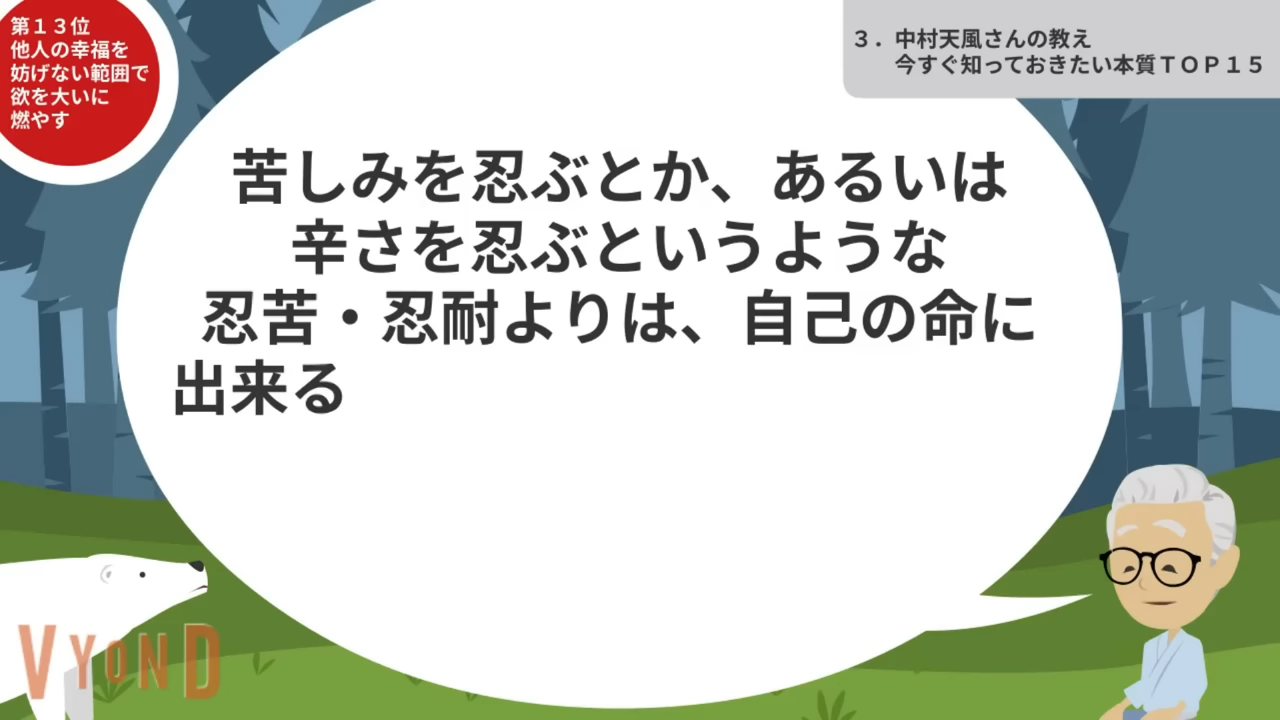 第１３位
他人の幸福を
妨げない範囲で
欲を大いに
燃やす
３．中村天風さんの教え
今すぐ知っておきたい本質ＴＯＰ１５
苦しみを忍ぶとか、あるいは
辛さを忍ぶというような
忍苦・忍耐よりは、自己の命に
出来る
VYOND